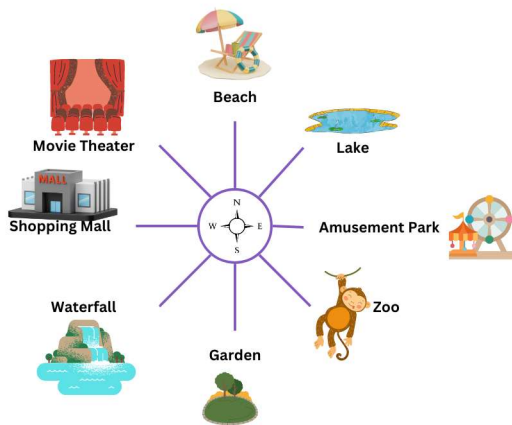 Beach
Movie Theater
Lake
MALL
Shopping Mall
N
W
E
S
Amusement Park
Waterfall
Zoo
Garden